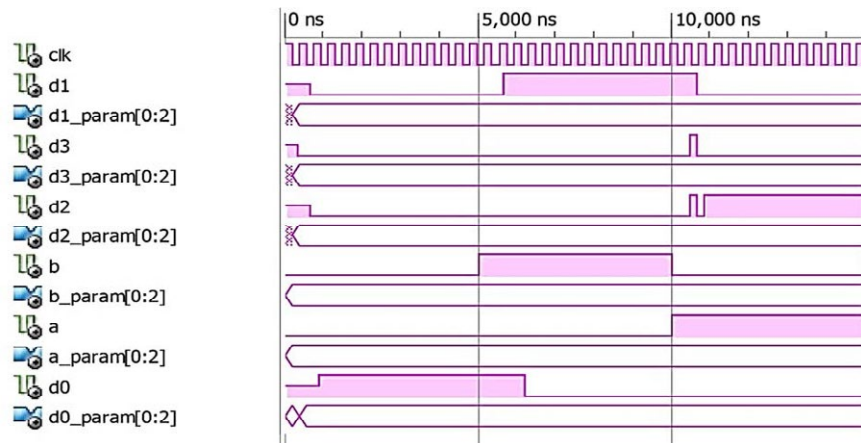 0 ns 5,000 ns 10,000 ns
clk
d1
d1_param[0:2]
d3
d3_param[0:2]
d2
d2_param[0:2]
b
b_param[0:2]
a
a_param[0:2]
d0
d0_param[0:2]